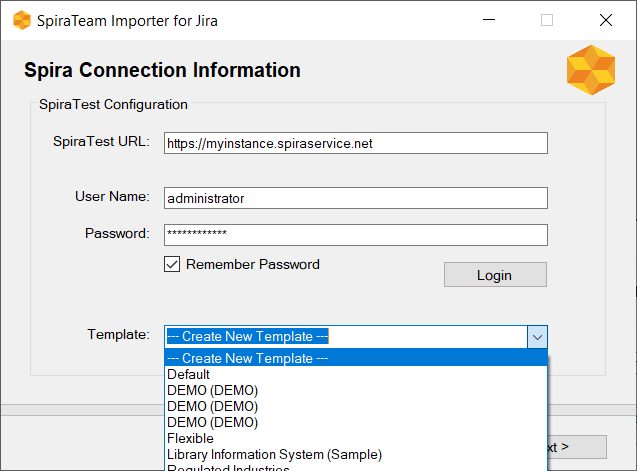 SpiraTeam Importer for Jira
Spira Connection Information
SpiraTest Configuration
SpiraTest URL: https://myinstance.spiraservice.net
User Name: administrator
Password: ************
Remember Password
Login
Template: --- Create New Template ---
--- Create New Template ---
Default
DEMO (DEMO)
DEMO (DEMO)
DEMO (DEMO)
Flexible
Library Information System (Sample)
Regulated Industries
xt >